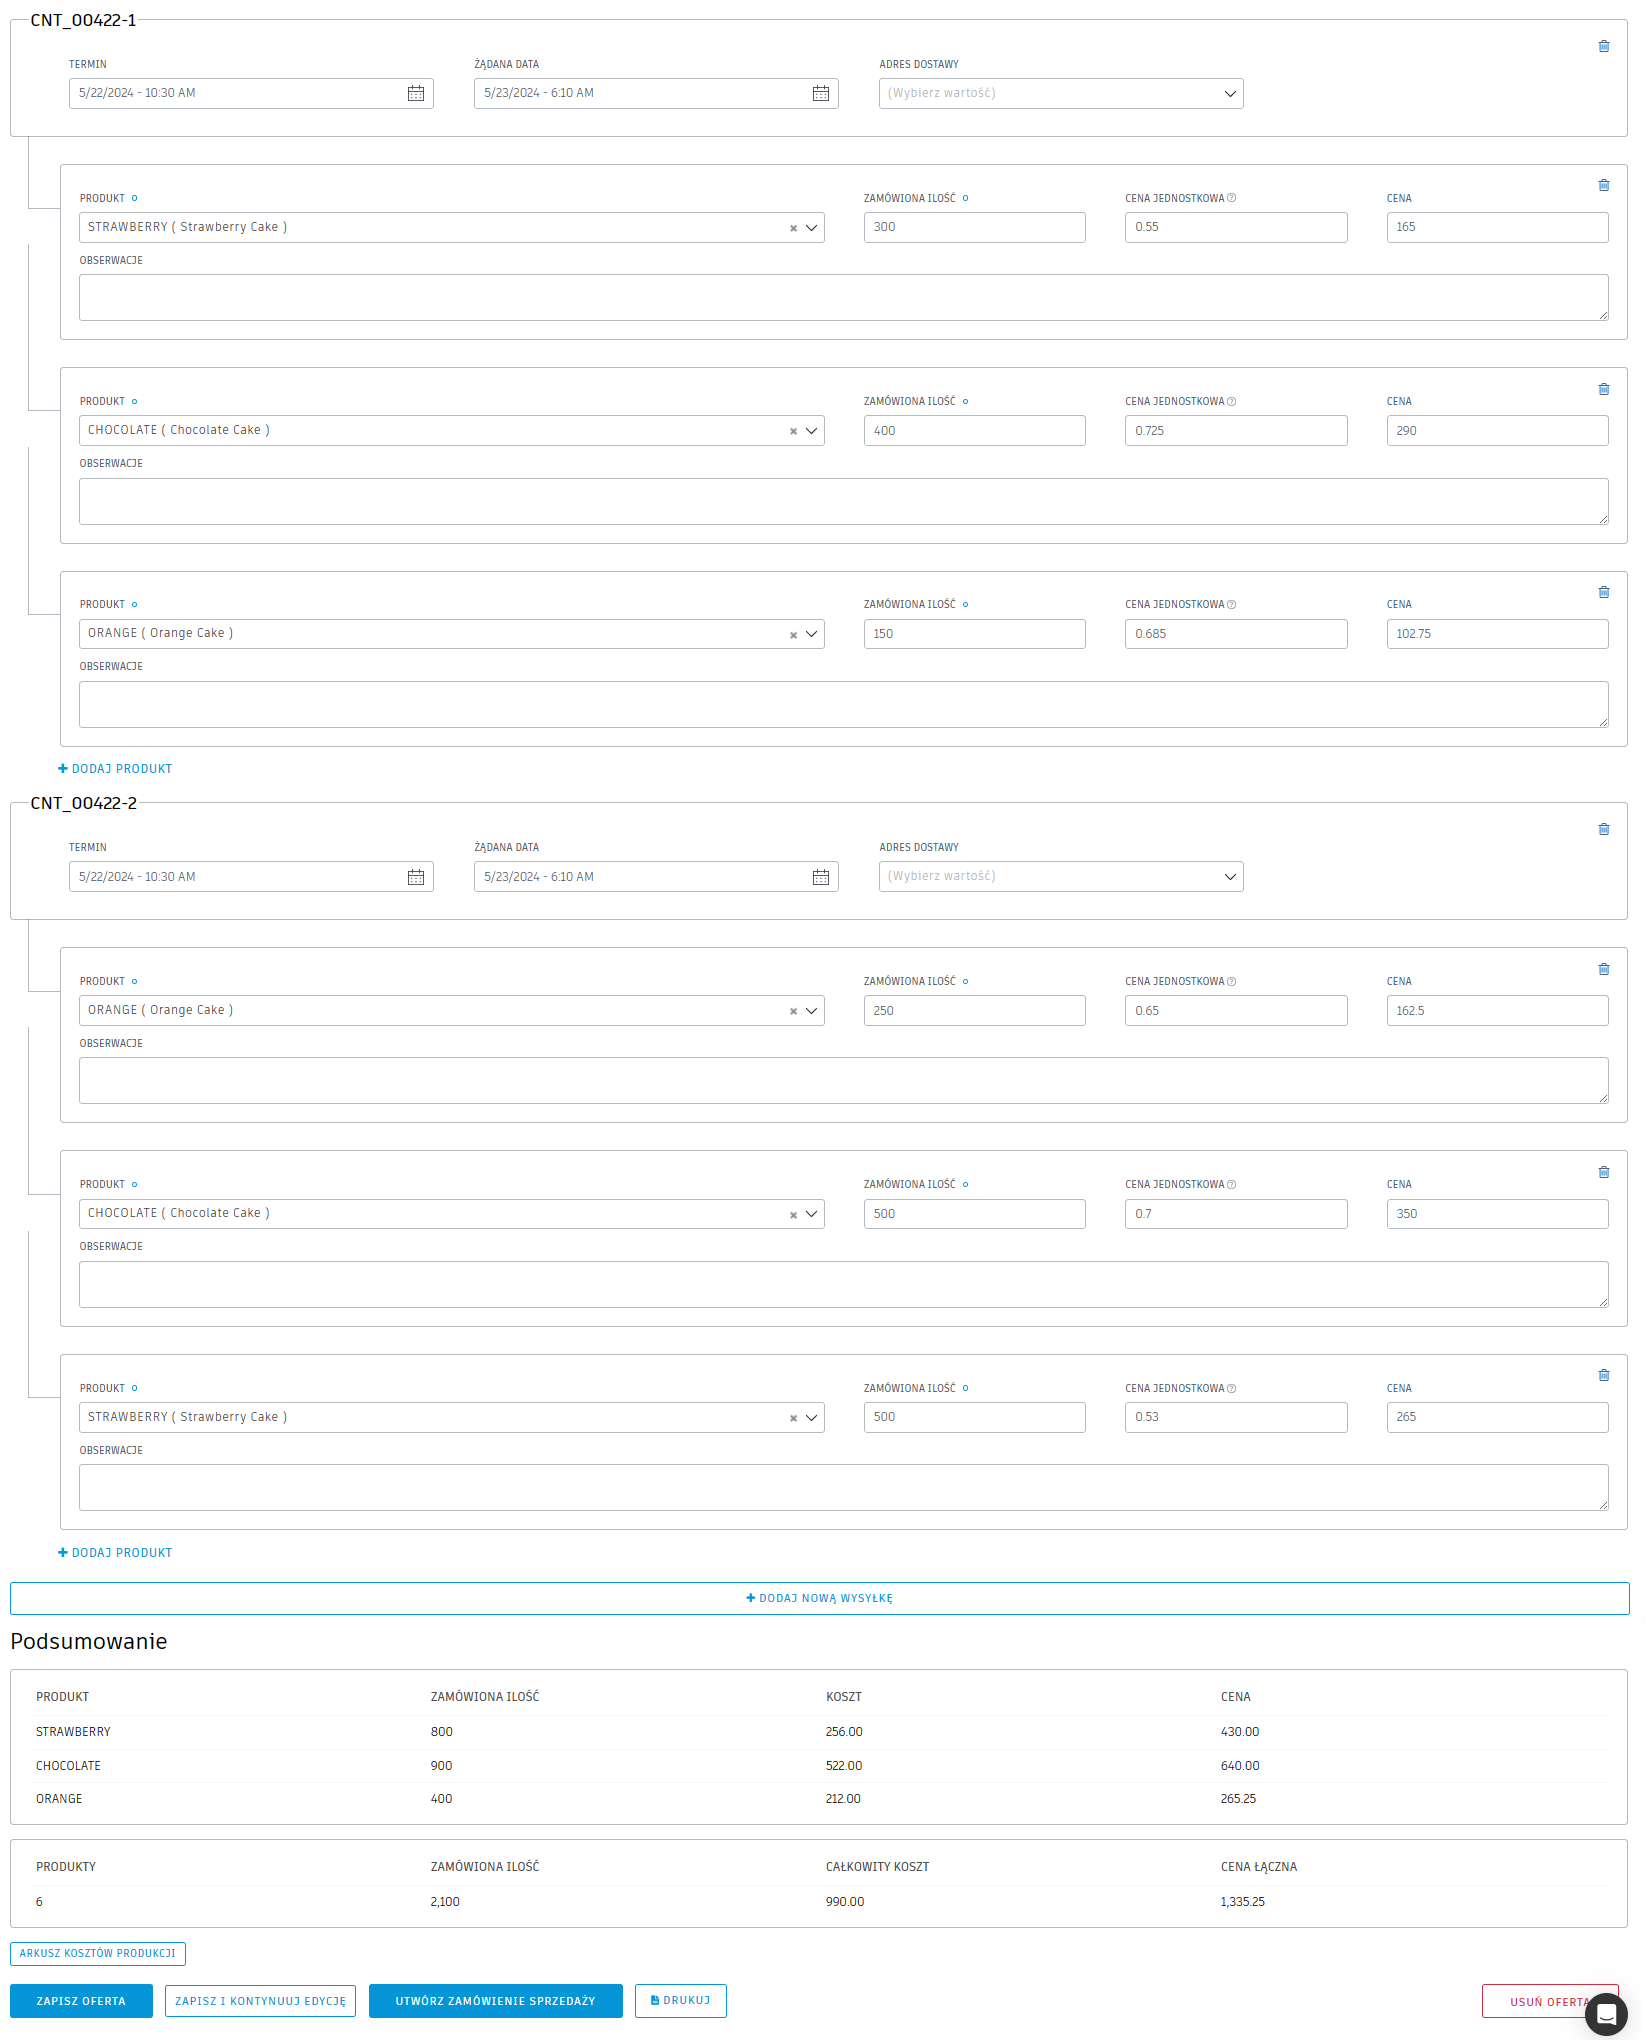 CNT_00422-1
TERMIN ŻĄDANA DATA ADRES DOSTAWY
5/22/2024 - 10:30 AM 5/23/2024 - 6:10 AM (Wybierz wartość)
PRODUKT ZAMÓWIONA ILOŚĆ CENA JEDNOSTKOWA CENA
STRAWBERRY ( Strawberry Cake ) 300 0.55 165
OBSERWACJE
PRODUKT ZAMÓWIONA ILOŚĆ CENA JEDNOSTKOWA CENA
CHOCOLATE ( Chocolate Cake ) 400 0.725 290
OBSERWACJE
PRODUKT ZAMÓWIONA ILOŚĆ CENA JEDNOSTKOWA CENA
ORANGE ( Orange Cake ) 150 0.685 102.75
OBSERWACJE
DODAJ PRODUKT
CNT_00422-2
TERMIN ŻĄDANA DATA ADRES DOSTAWY
5/22/2024 - 10:30 AM 5/23/2024 - 6:10 AM (Wybierz wartość)
PRODUKT ZAMÓWIONA ILOŚĆ CENA JEDNOSTKOWA CENA
ORANGE ( Orange Cake ) 250 0.65 162.5
OBSERWACJE
PRODUKT ZAMÓWIONA ILOŚĆ CENA JEDNOSTKOWA CENA
CHOCOLATE ( Chocolate Cake ) 500 0.7 350
OBSERWACJE
PRODUKT ZAMÓWIONA ILOŚĆ CENA JEDNOSTKOWA CENA
STRAWBERRY ( Strawberry Cake ) 500 0.53 265
OBSERWACJE
DODAJ PRODUKT
DODAJ NOWĄ WYSYŁKĘ
Podsumowanie
PRODUKT ZAMÓWIONA ILOŚĆ KOSZT CENA
STRAWBERRY 800 256.00 430.00
CHOCOLATE 900 522.00 640.00
ORANGE 400 212.00 265.25
PRODUKTY ZAMÓWIONA ILOŚĆ CAŁKOWITY KOSZT CENA ŁĄCZNA
6 2,100 990.00 1,335.25
ARKUSZ KOSZTÓW PRODUKCJI
ZAPISZ OFERTA ZAPISZ I KONTYNUUJ EDYCJĘ UTWÓRZ ZAMÓWIENIE SPRZEDAŻY DRUKUJ USUŃ OFERTA